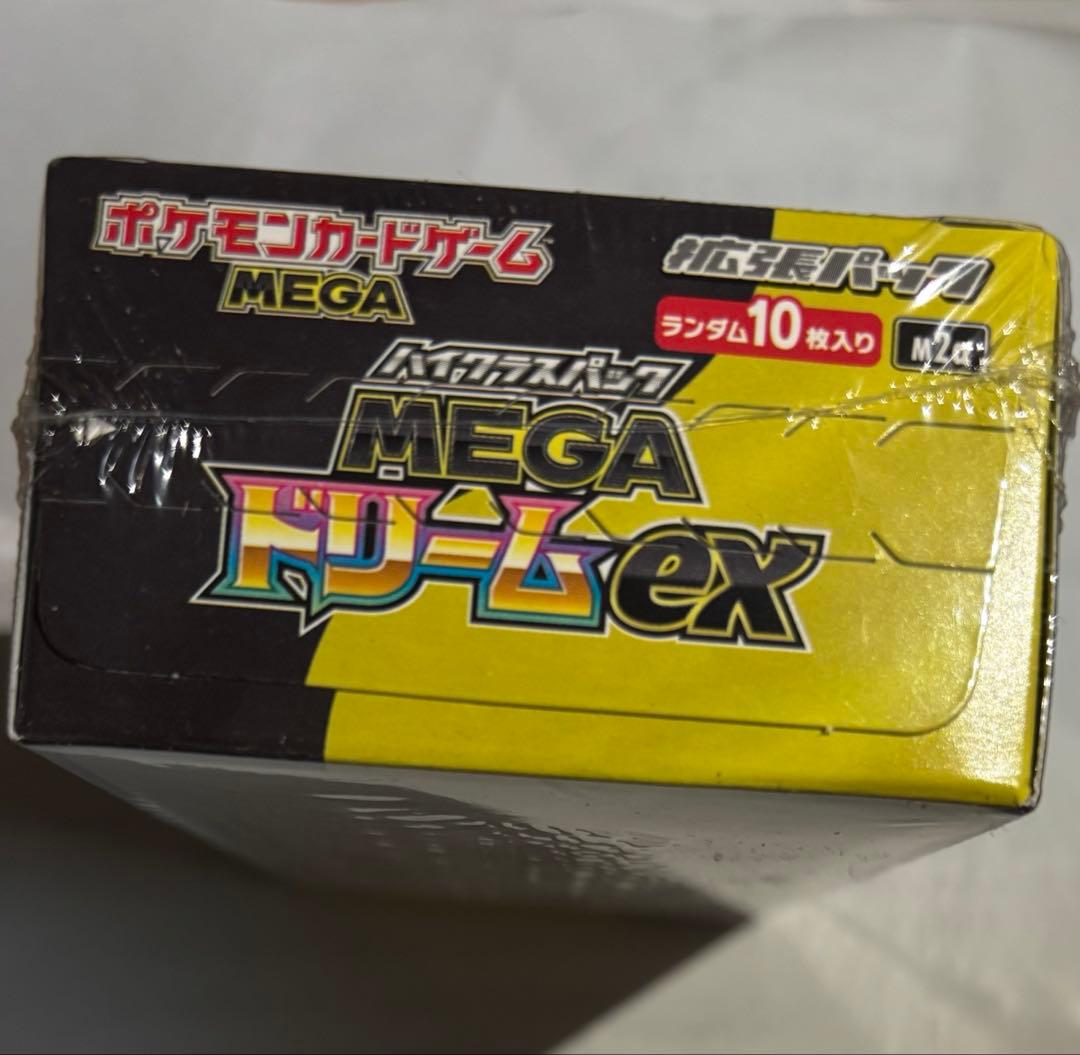 ポケモンカードゲーム
MEGA
拡張パック
ランダム10枚入り
M2a
ハイクラスパック
MEGA
ドリームex